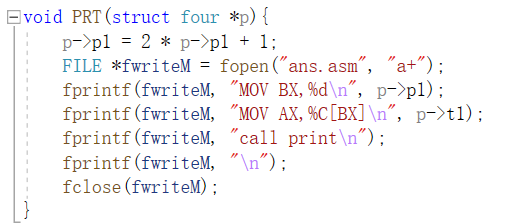 void PRT(struct four *p){
p->p1 = 2 * p->p1 + 1;
FILE *fwriteM = fopen("ans.asm", "a+");
fprintf(fwriteM, "MOV BX,%d\n", p->p1);
fprintf(fwriteM, "MOV AX,%C[BX]\n", p->t1);
fprintf(fwriteM, "call print\n");
fprintf(fwriteM, "\n");
fclose(fwriteM);
}